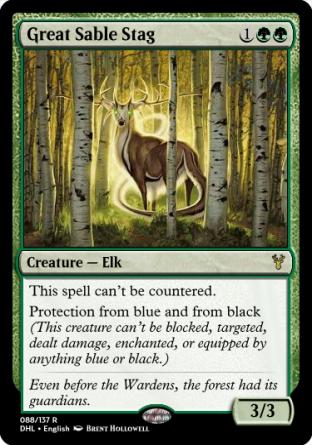 Great Sable Stag 1
Creature — Elk
This spell can't be countered.
Protection from blue and from black
(This creature can't be blocked, targeted,
dealt damage, enchanted, or equipped by
anything blue or black.)
Even before the Wardens, the forest had its
guardians.
3/3
088/137 R
DHL • English Brent Hollowell